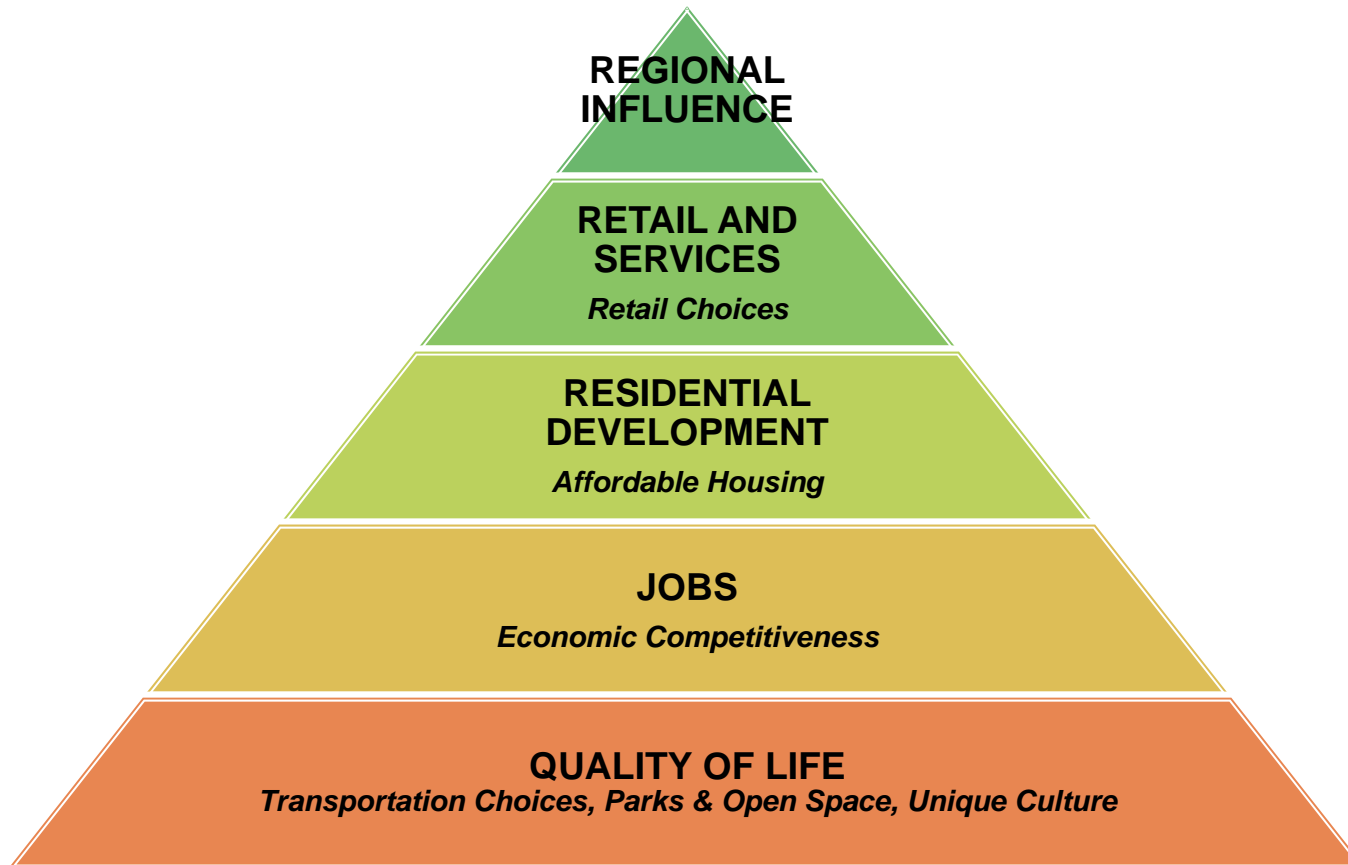 REGIONAL
INFLUENCE
RETAIL AND
SERVICES
Retail Choices
RESIDENTIAL
DEVELOPMENT
Affordable Housing
JOBS
Economic Competitiveness
QUALITY OF LIFE
Transportation Choices, Parks & Open Space, Unique Culture